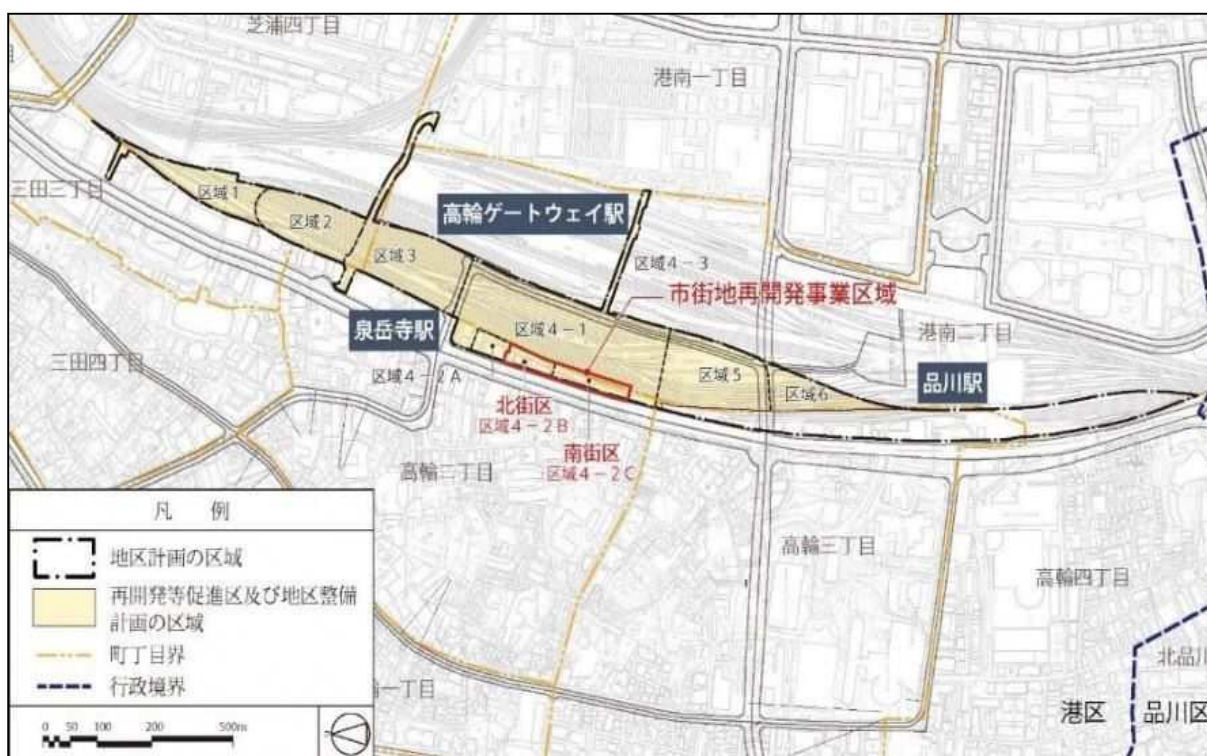 芝浦四丁目
港南一丁目
三田三丁目
区域1
区域2
高輪ゲートウェイ駅
区域3
区域4-3
市街地再開発事業区域
泉岳寺駅
区域4-1
港南二丁目
三田四丁目
区域4-2A
区域5
品川駅
区域6
北街区
区域4-2B
南街区
区域4-2C
高輪二丁目
高輪三丁目
高輪四丁目
凡 例
地区計画の区域
再開発等促進区及び地区整備
計画の区域
町丁目界
行政境界
0 50 100 200 500m
一丁目
北品川
港区
品川区